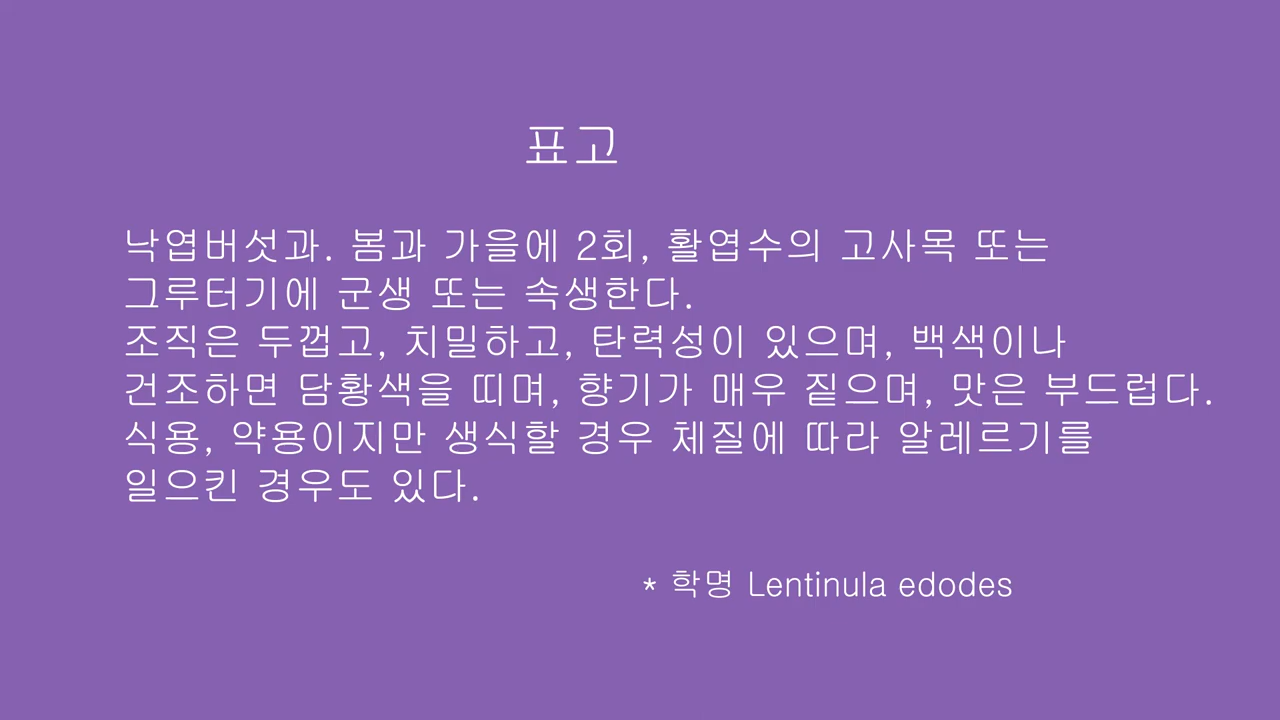 표고
낙엽버섯과. 봄과 가을에 2회, 활엽수의 고사목 또는
그루터기에 군생 또는 속생한다.
조직은 두껍고, 치밀하고, 탄력성이 있으며, 백색이나
건조하면 담황색을 띠며, 향기가 매우 짙으며, 맛은 부드럽다.
식용, 약용이지만 생식할 경우 체질에 따라 알레르기를
일으킨 경우도 있다.
* 학명 Lentinula edodes